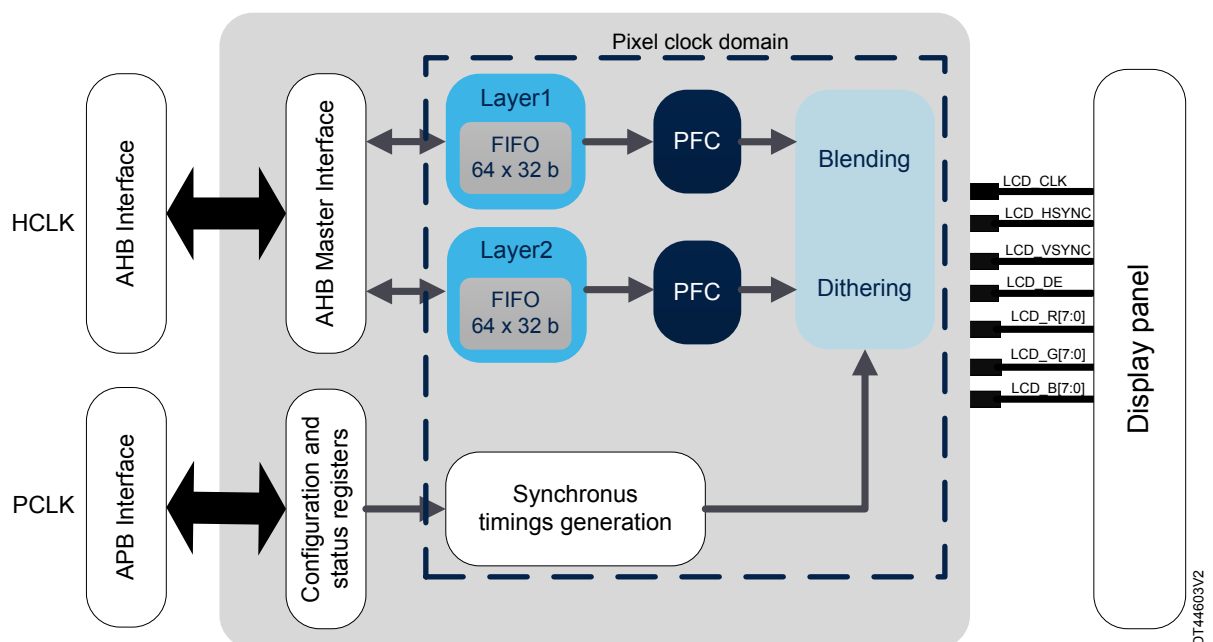 Pixel clock domain
HCLK
AHB Interface
AHB Master Interface
Layer1
FIFO
64 x 32 b
PFC
Blending
Layer2
FIFO
64 x 32 b
PFC
Dithering
LCD_CLK
LCD_HSYNC
LCD_VSYNC
LCD_DE
LCD_R[7:0]
LCD_G[7:0]
LCD_B[7:0]
Display panel
PCLK
APB Interface
Configuration and
status registers
Synchronus
timings generation
DT44603V2